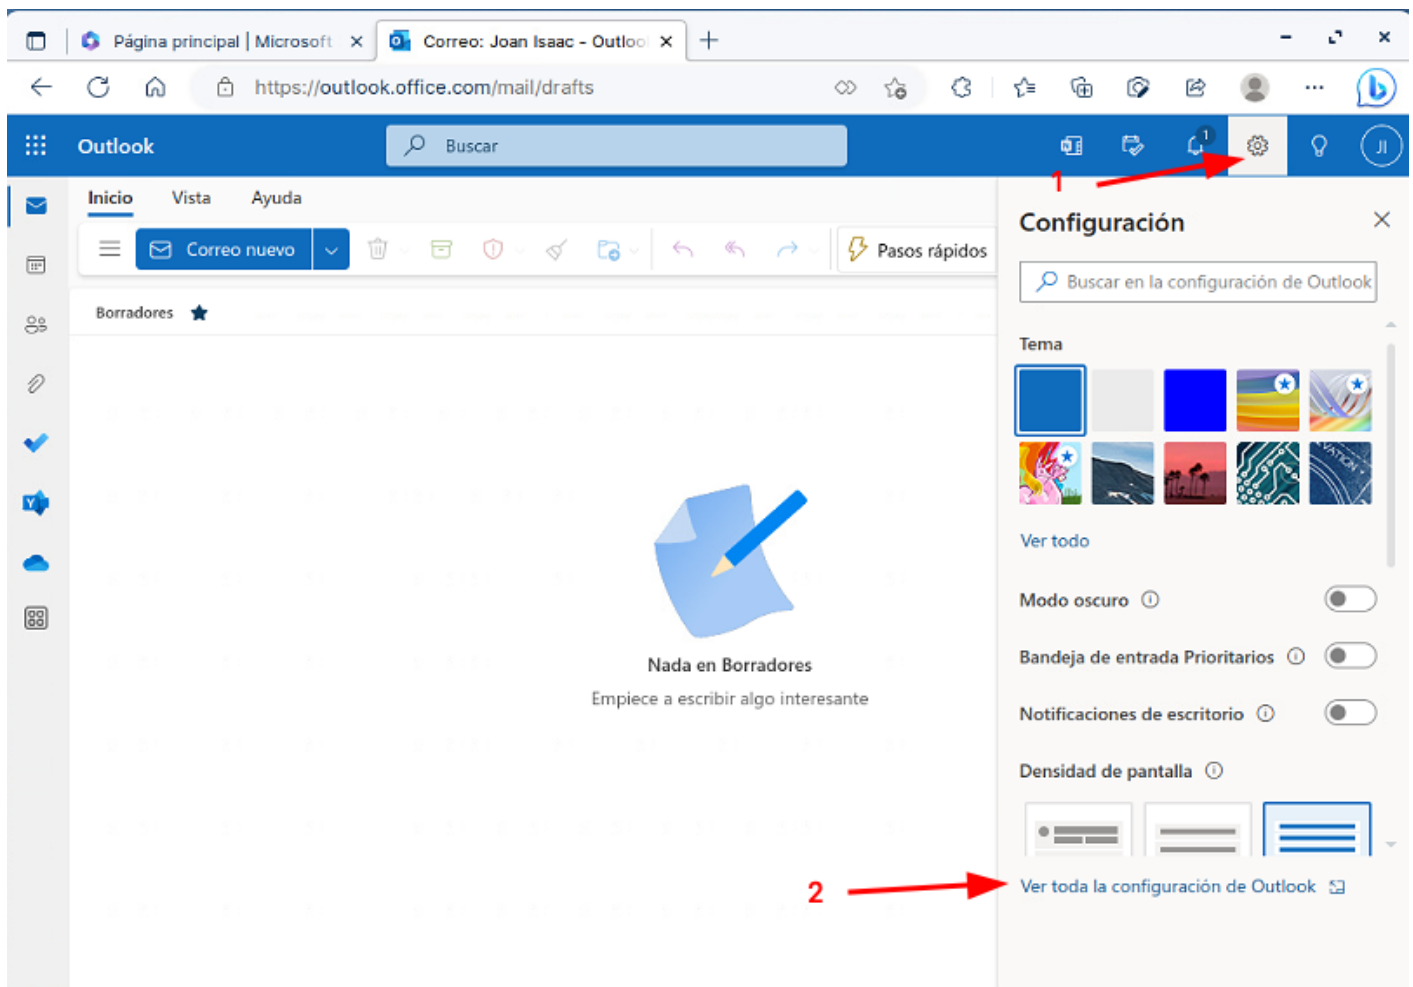 Página principal | Microsoft
Correo: Joan Isaac - Outloo
https://outlook.office.com/mail/drafts
Outlook
Buscar
1
JI
1
Inicio Vista Ayuda
Correo nuevo
Pasos rápidos
Borradores
Nada en Borradores
Empiece a escribir algo interesante
Configuración
Buscar en la configuración de Outlook
Tema
Ver todo
Modo oscuro
Bandeja de entrada Prioritarios
Notificaciones de escritorio
Densidad de pantalla
2
Ver toda la configuración de Outlook